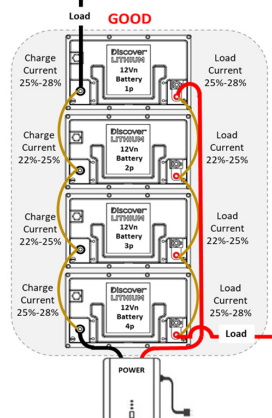 Load
GOOD
Charge
Current
25%-28%
Discover
LITHIUM
12Vn
Battery
1p
Load
Current
25%-28%
Charge
Current
22%-25%
Discover
LITHIUM
12Vn
Battery
2p
Load
Current
22%-25%
Charge
Current
22%-25%
Discover
LITHIUM
12Vn
Battery
3p
Load
Current
22%-25%
Charge
Current
25%-28%
Discover
LITHIUM
12Vn
Battery
4p
Load
Current
25%-28%
Load
POWER